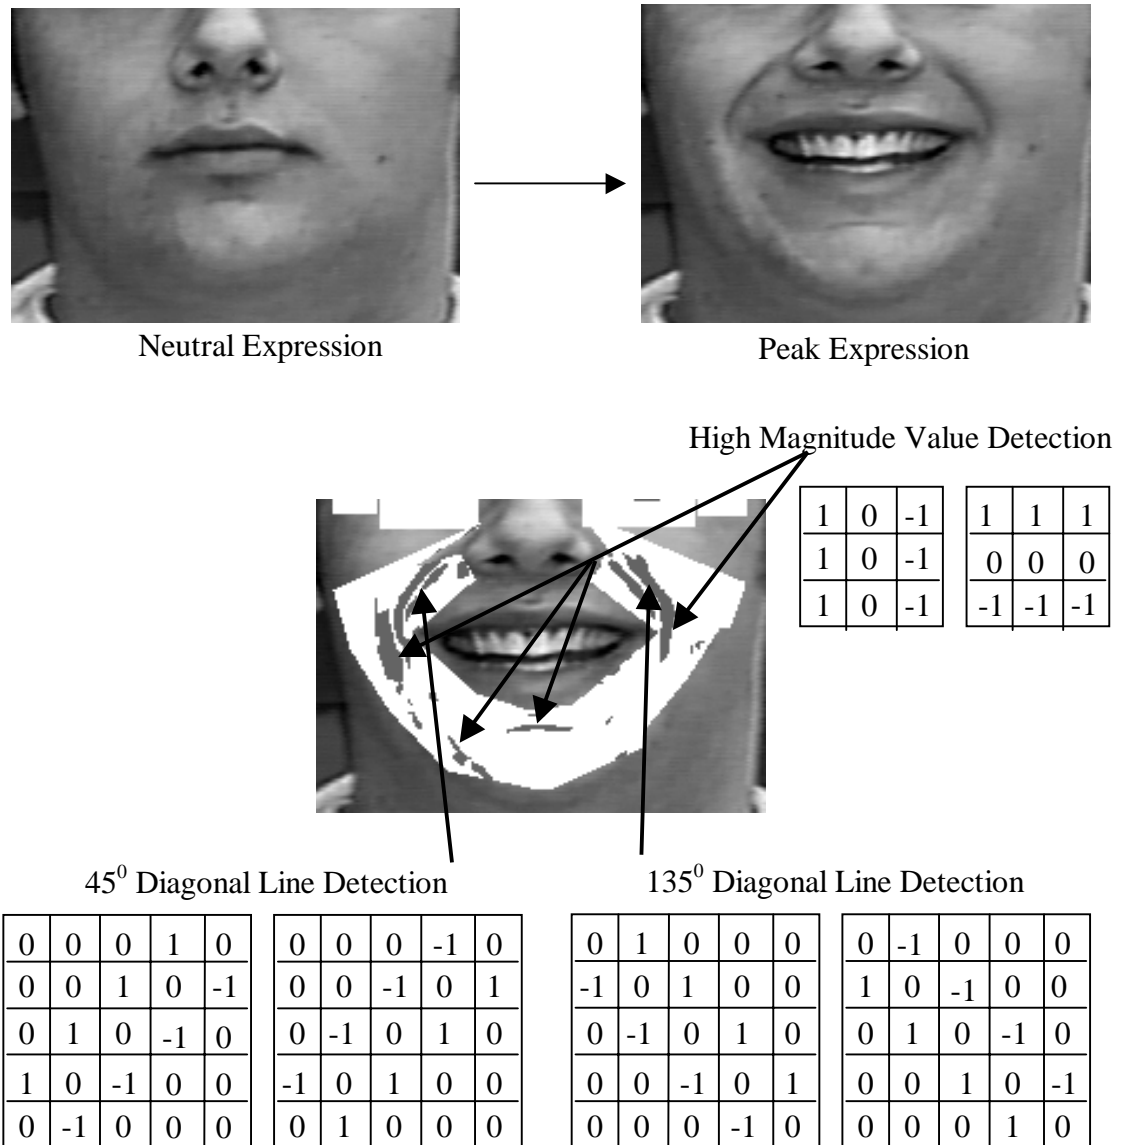 Neutral Expression
Peak Expression
High Magnitude Value Detection
1 0 -1 1 1 1
1 0 -1 0 0 0
1 0 -1 -1 -1 -1
45⁰ Diagonal Line Detection
135⁰ Diagonal Line Detection
0 0 0 1 0 0 0 0 -1 0 0 1 0 0 0 0 -1 0 0 0
0 0 1 0 -1 0 0 -1 0 1 -1 0 1 0 0 1 0 -1 0 0
0 1 0 -1 0 0 -1 0 1 0 0 -1 0 1 0 0 1 0 -1 0
1 0 -1 0 0 -1 0 1 0 0 0 0 -1 0 1 0 0 1 0 -1
0 -1 0 0 0 0 1 0 0 0 0 0 0 -1 0 0 0 0 1 0